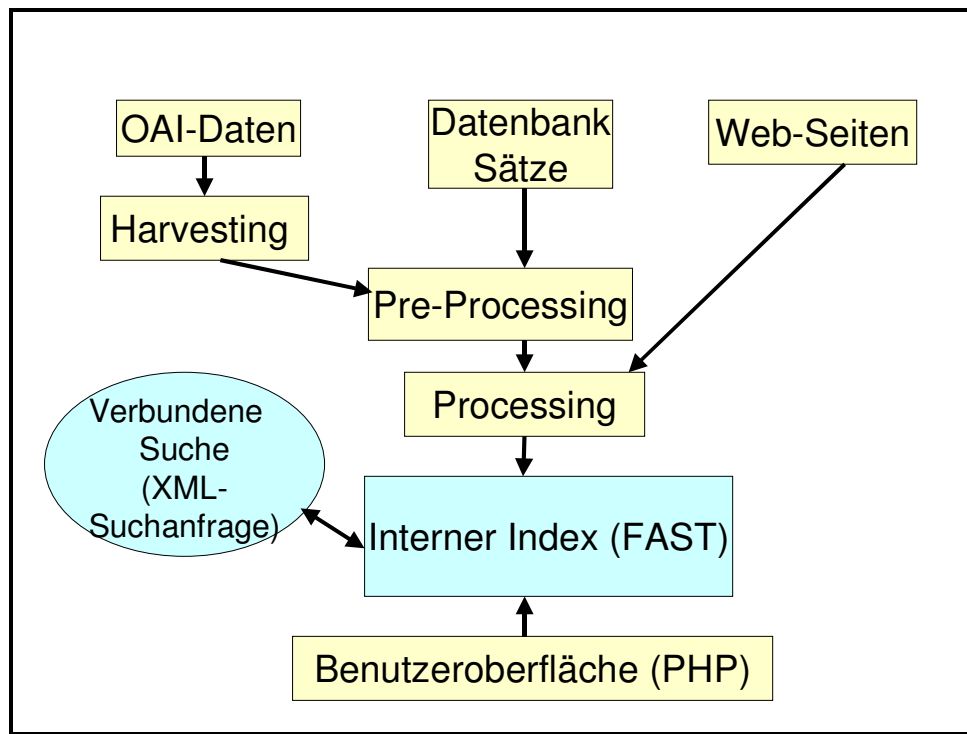 OAI-Daten
Datenbank
Sätze
Web-Seiten
Harvesting
Pre-Processing
Processing
Verbundene
Suche
(XML-
Suchanfrage)
Interner Index (FAST)
Benutzeroberfläche (PHP)